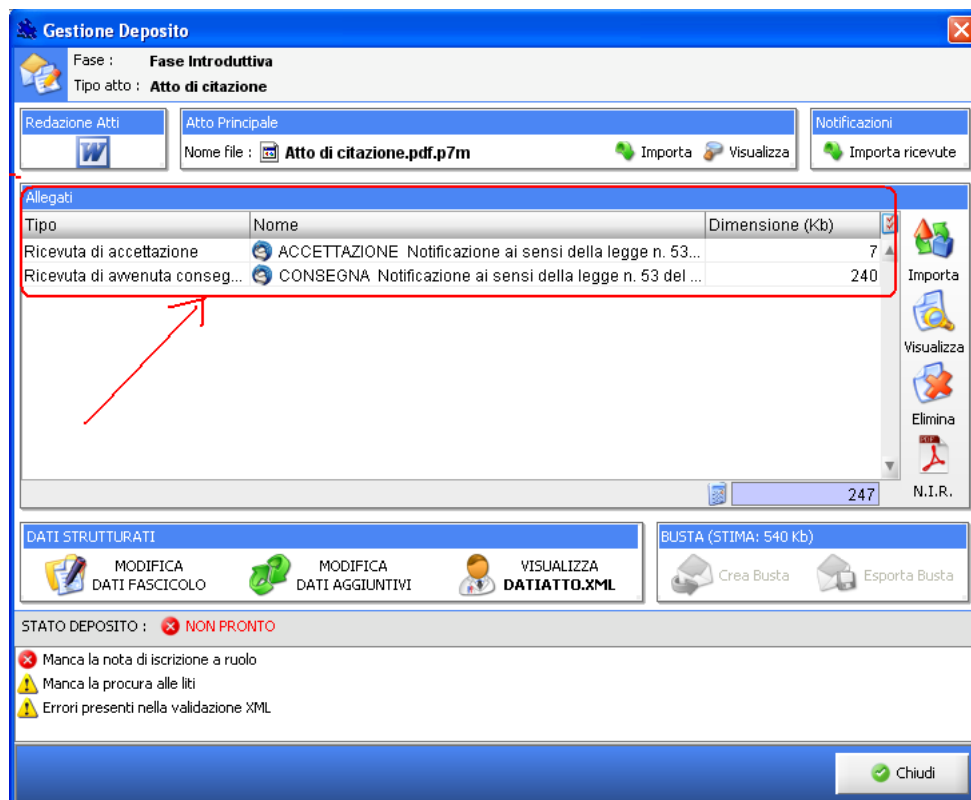 Gestione Deposito
Fase : Fase Introduttiva
Tipo atto : Atto di citazione
Redazione Atti
Atto Principale
Notificazioni
Nome file : Atto di citazione.pdf.p7m Importa Visualizza
Importa ricevute
Allegati
Tipo Nome Dimensione (Kb)
Ricevuta di accettazione ACCETTAZIONE Notificazione ai sensi della legge n. 53... 7
Ricevuta di avvenuta conseg... CONSEGNA Notificazione ai sensi della legge n. 53 del ... 240
Importa
Visualizza
Elimina
N.I.R.
247
DATI STRUTTURATI
BUSTA (STIMA: 540 Kb)
MODIFICA DATI FASCICOLO
MODIFICA DATI AGGIUNTIVI
VISUALIZZA DATIATTO.XML
Crea Busta
Esporta Busta
STATO DEPOSITO : NON PRONTO
Manca la nota di iscrizione a ruolo
Manca la procura alle liti
Errori presenti nella validazione XML
Chiudi